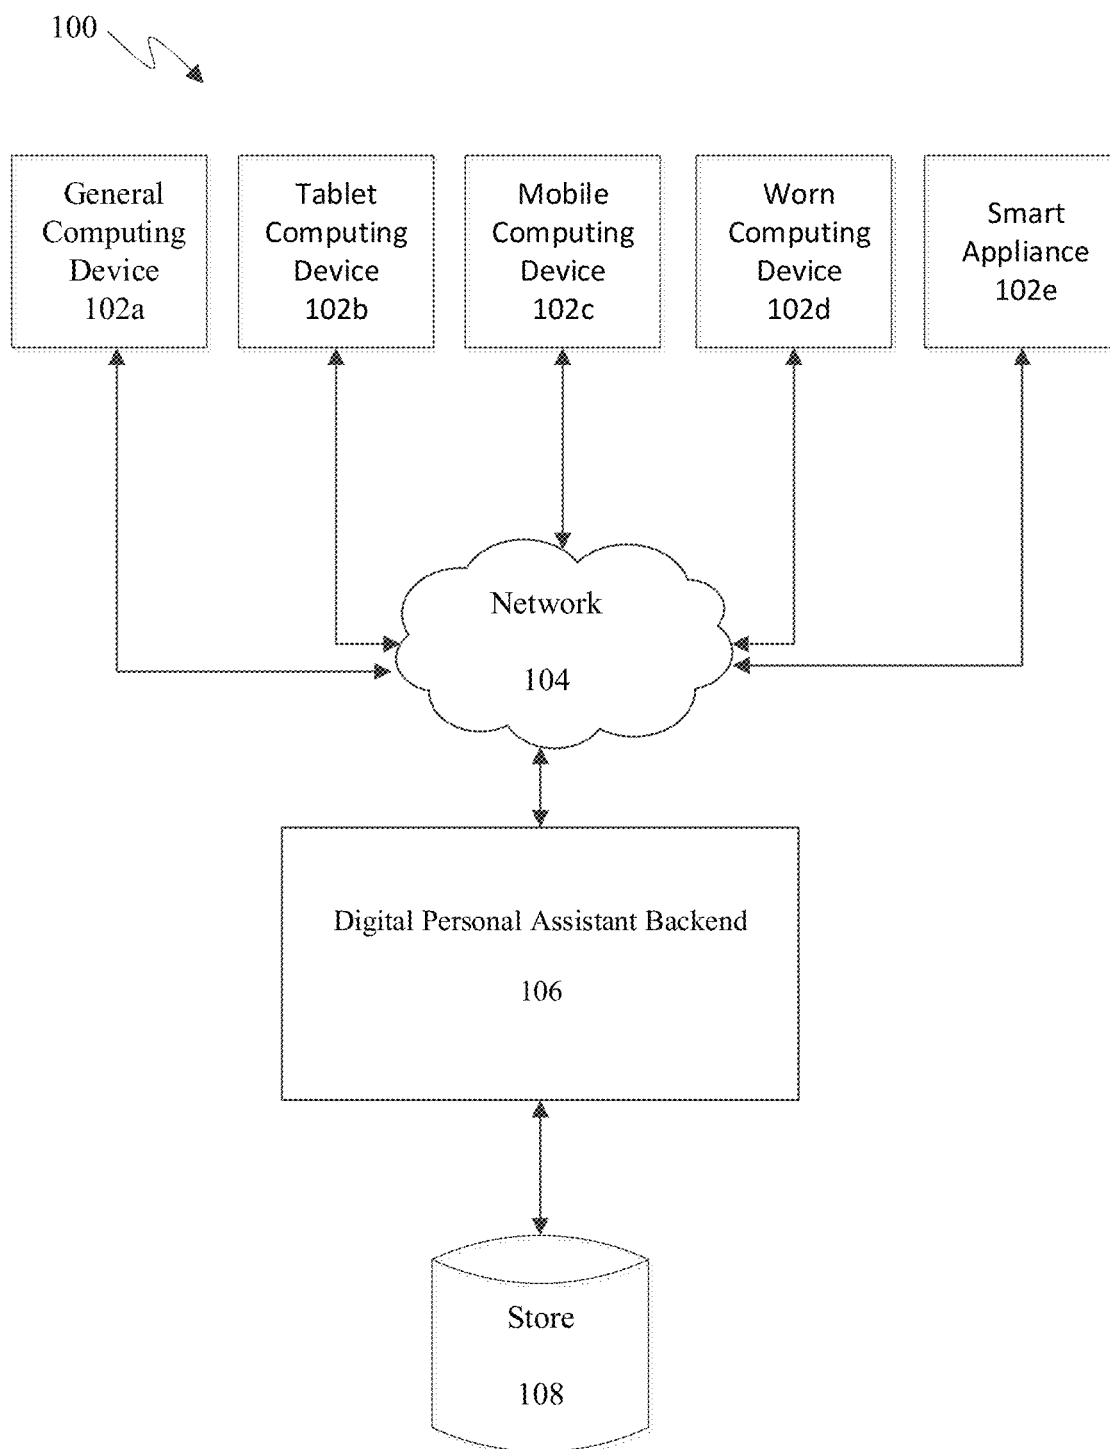 100
General
Computing
Device
102a
Tablet
Computing
Device
102b
Mobile
Computing
Device
102c
Worn
Computing
Device
102d
Smart
Appliance
102e
Network
104
Digital Personal Assistant Backend
106
Store
108